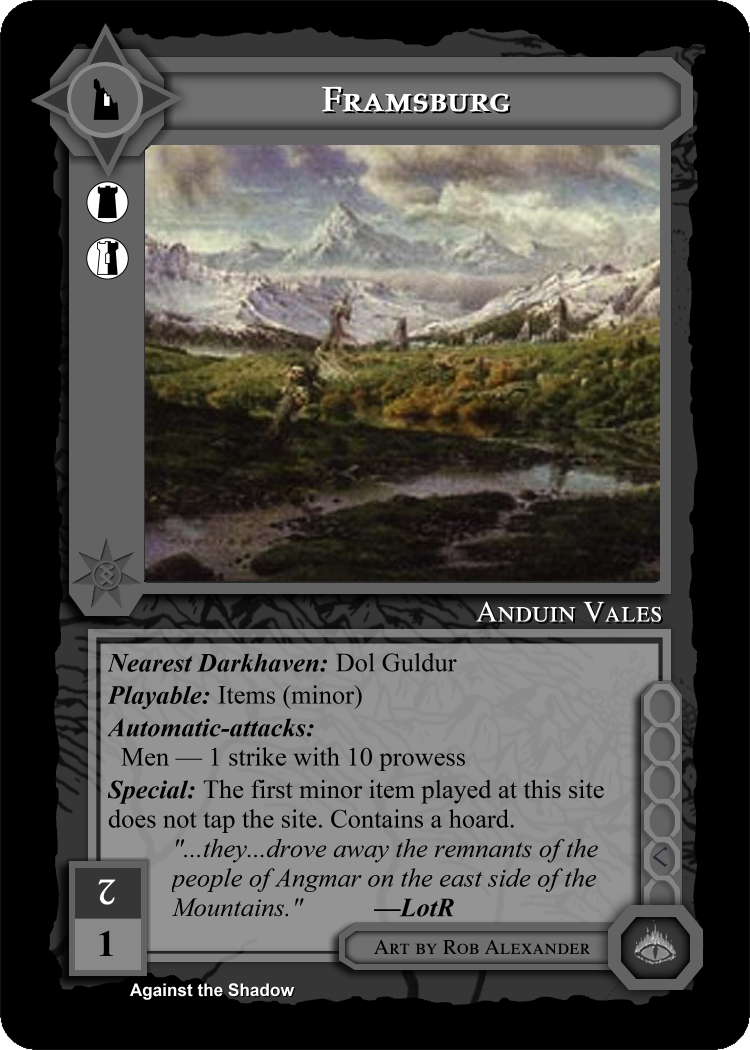 Framsburg
Anduin Vales
Nearest Darkhaven: Dol Guldur
Playable: Items (minor)
Automatic-attacks:
Men — 1 strike with 10 prowess
Special: The first minor item played at this site
does not tap the site. Contains a hoard.
"...they...drove away the remnants of the
people of Angmar on the east side of the
Mountains." —LotR
2
1
Art by Rob Alexander
Against the Shadow